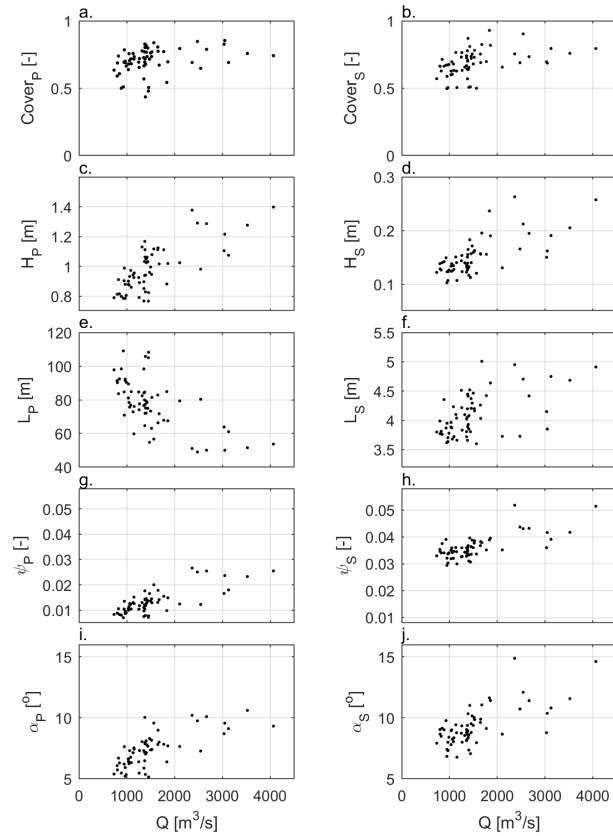 a.
b.
1
0.5
0
Cover_P [-]
1
0.5
0
Cover_S [-]
c.
d.
1.4
1.2
1
0.8
H_P [m]
0.3
0.2
0.1
H_S [m]
e.
f.
120
100
80
60
40
L_P [m]
5.5
5
4.5
4
3.5
L_S [m]
g.
h.
0.05
0.04
0.03
0.02
0.01
ψ_P [-]
0.05
0.04
0.03
0.02
0.01
ψ_S [-]
i.
j.
15
10
5
α_P [º]
15
10
5
α_S [º]
0 1000 2000 3000 4000
0 1000 2000 3000 4000
Q [m³/s]
Q [m³/s]